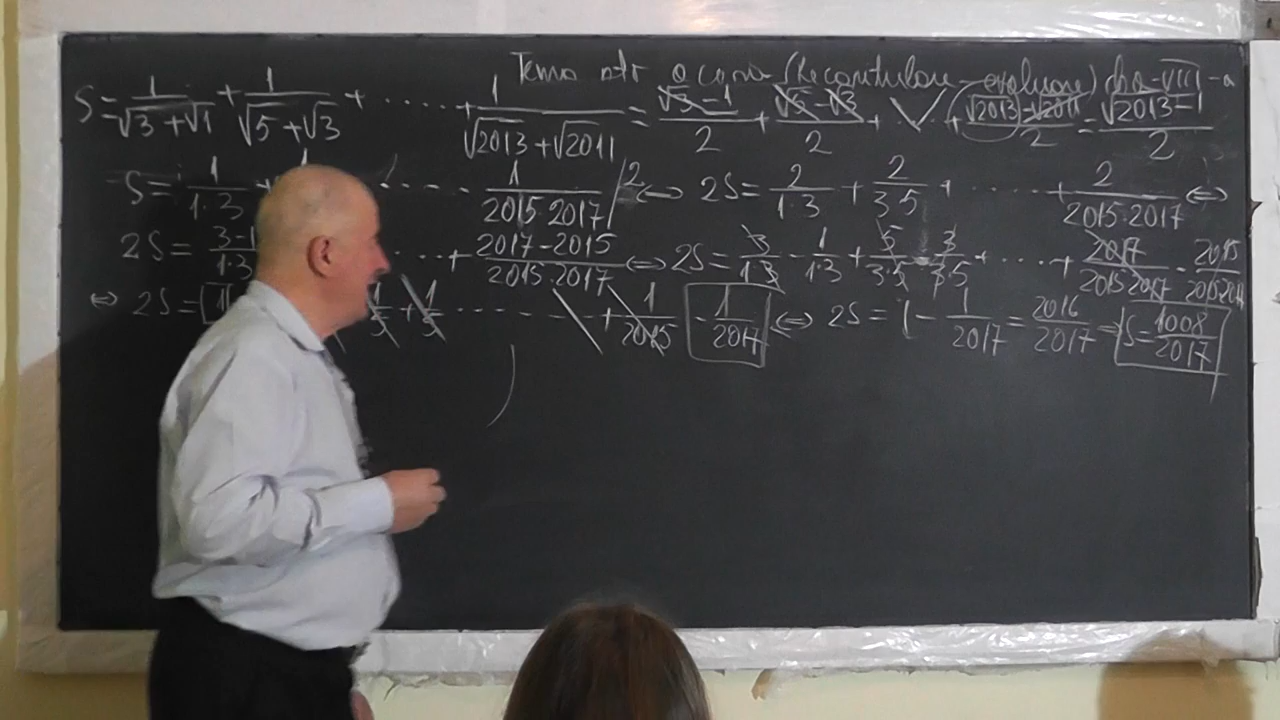 Tema ptr acasă (Recapitulare - evaluare) cls a-VIII-a
S = 1/(√3+√1) + 1/(√5+√3) + ...... + 1/(√2013+√2011) = (√3-1)/2 + (√5-√3)/2 + ... + (√2013-√2011)/2 = (√2013-1)/2
S = 1/(1·3) + ... 1/(2015·2017) |2 ⇔ 2S = 2/(1·3) + 2/(3·5) + ...... + 2/(2015·2017) ⇔
2S = (3-1)/(1·3) ... + (2017-2015)/(2015·2017) ⇔ 2S = 3/(1·3) - 1/(1·3) + 5/(3·5) - 3/(3·5) + ..... + 2017/(2015·2017) - 2015/(2015·2017)
⇔ 2S = 1 ... + 1/2015 - 1/2017 ⇔ 2S = 1 - 1/2017 = 2016/2017 ⇒ S = 1008/2017